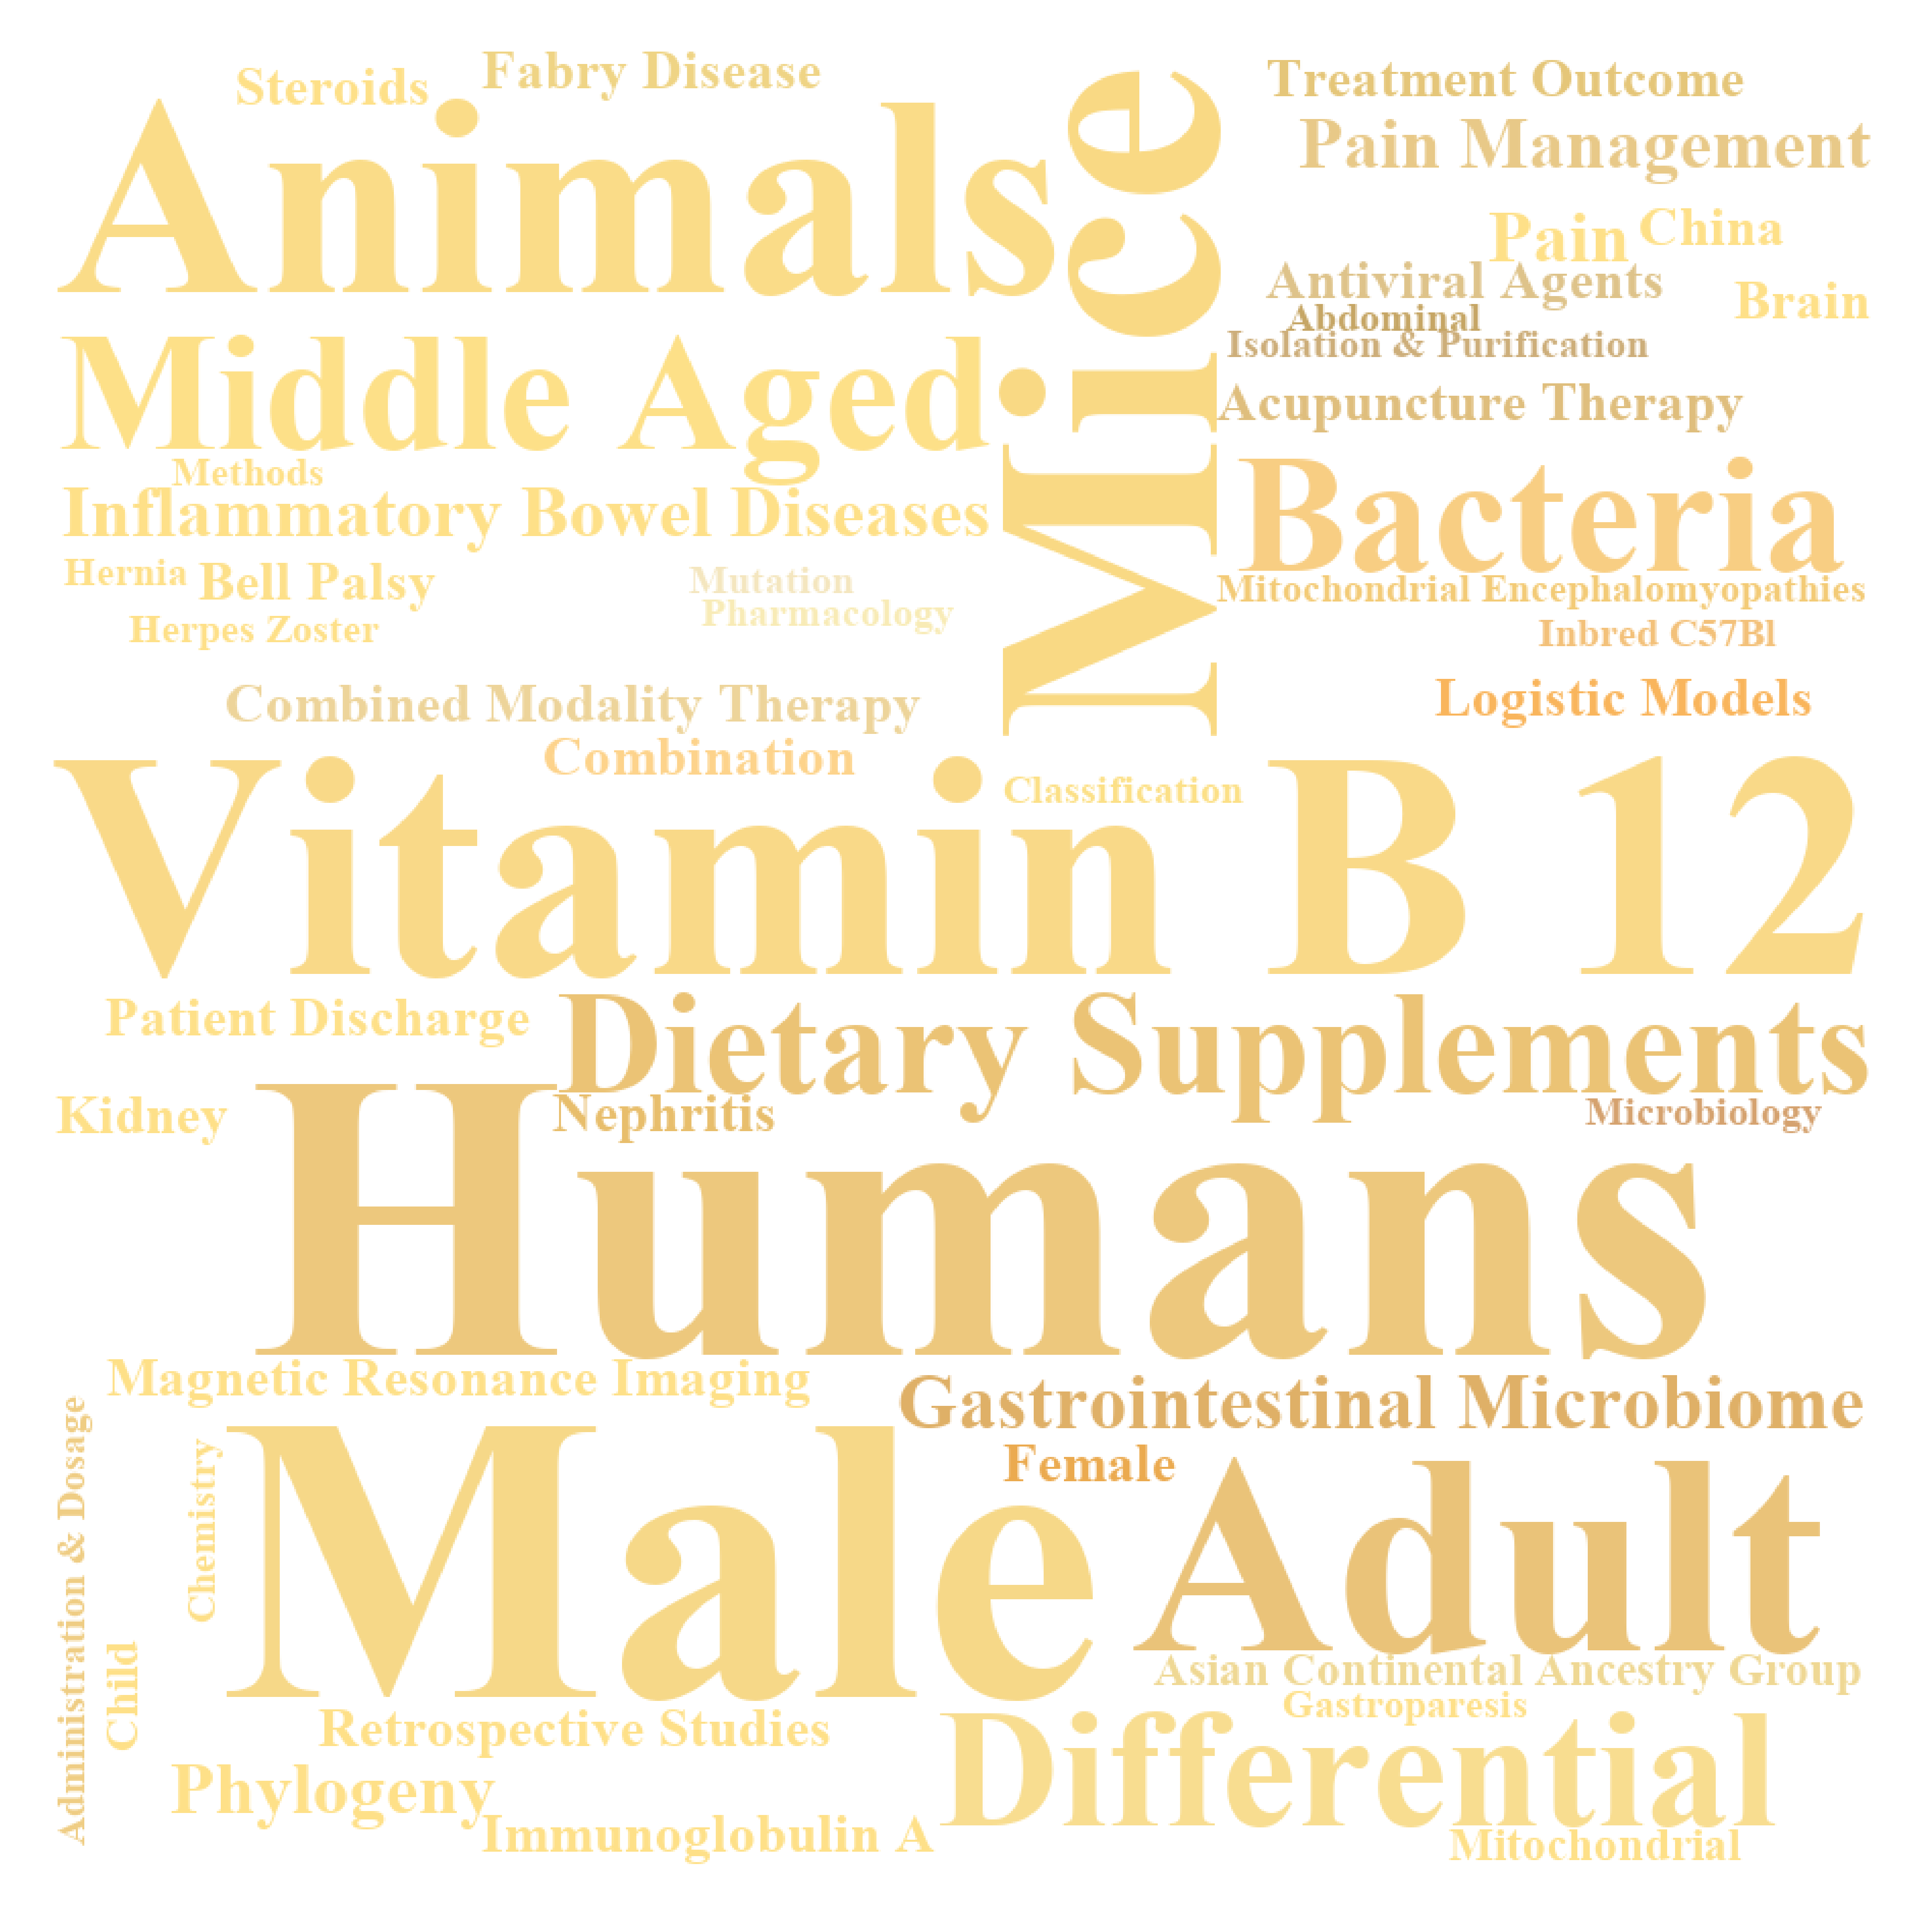 Steroids
Fabry Disease
Treatment Outcome
Animals
Mice
Pain Management
Pain
China
Antiviral Agents
Brain
Abdominal
Isolation & Purification
Middle Aged
Acupuncture Therapy
Methods
Bacteria
Inflammatory Bowel Diseases
Hernia
Bell Palsy
Mutation
Mitochondrial Encephalomyopathies
Pharmacology
Herpes Zoster
Inbred C57Bl
Combined Modality Therapy
Logistic Models
Combination
Classification
Vitamin B 12
Patient Discharge
Dietary Supplements
Kidney
Nephritis
Microbiology
Humans
Magnetic Resonance Imaging
Gastrointestinal Microbiome
Female
Administration & Dosage
Chemistry
Male
Adult
Child
Asian Continental Ancestry Group
Gastroparesis
Retrospective Studies
Differential
Phylogeny
Immunoglobulin A
Mitochondrial